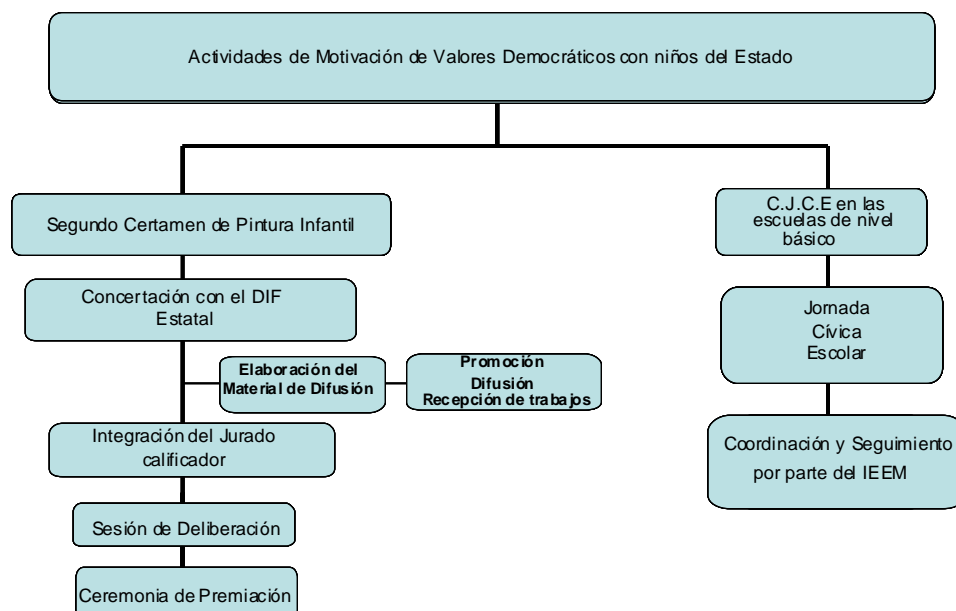 Actividades de Motivación de Valores Democráticos con niños del Estado
Segundo Certamen de Pintura Infantil
Concertación con el DIF
Estatal
Elaboración del
Material de Difusión
Promoción
Difusión
Recepción de trabajos
Integración del Jurado
calificador
Sesión de Deliberación
Ceremonia de Premiación
C.J.C.E en las
escuelas de nivel
básico
Jornada
Cívica
Escolar
Coordinación y Seguimiento
por parte del IEEM